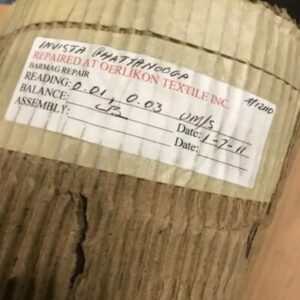 INVISTA CHATTANOOGA
REPAIRED AT OERLIKON TEXTILE INC.
BARMAG REPAIR
READING: 0.01, 0.03 UM/S
BALANCE: Date: 1-7-11
ASSEMBLY: Date: